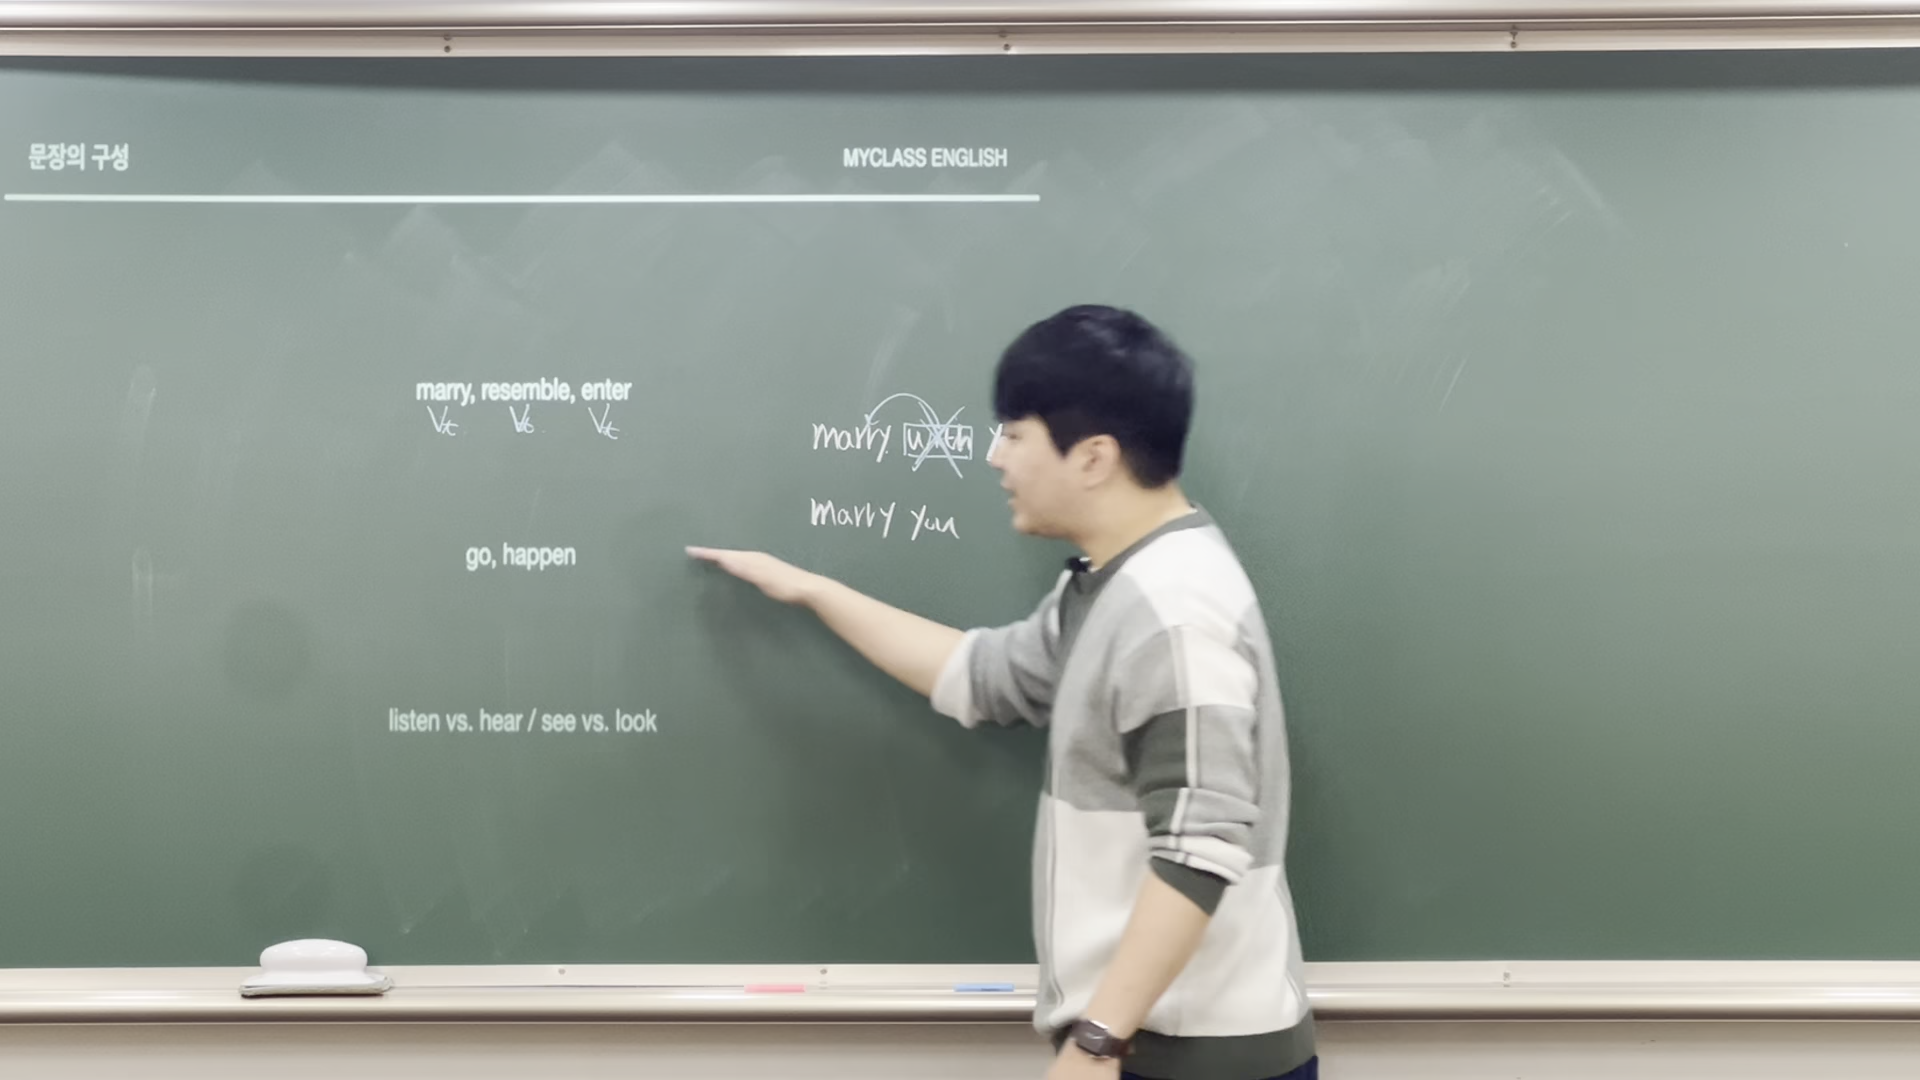 문장의 구성
MYCLASS ENGLISH
marry, resemble, enter
Vt. Vt. Vt
marry with
marry you
go, happen
listen vs. hear / see vs. look